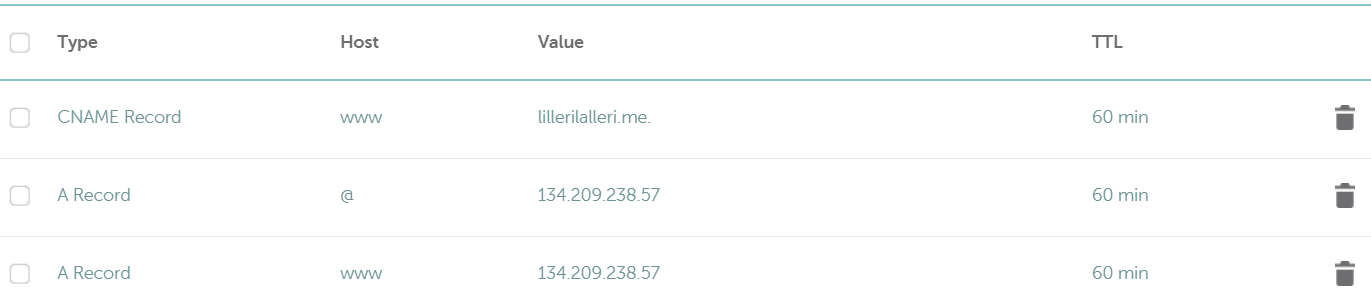 Type Host Value TTL
CNAME Record www lillerilalleri.me. 60 min
A Record @ 134.209.238.57 60 min
A Record www 134.209.238.57 60 min